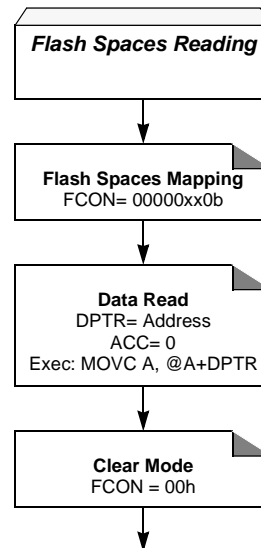 Flash Spaces Reading
Flash Spaces Mapping
FCON= 00000xx0b
Data Read
DPTR= Address
ACC= 0
Exec: MOVC A, @A+DPTR
Clear Mode
FCON = 00h